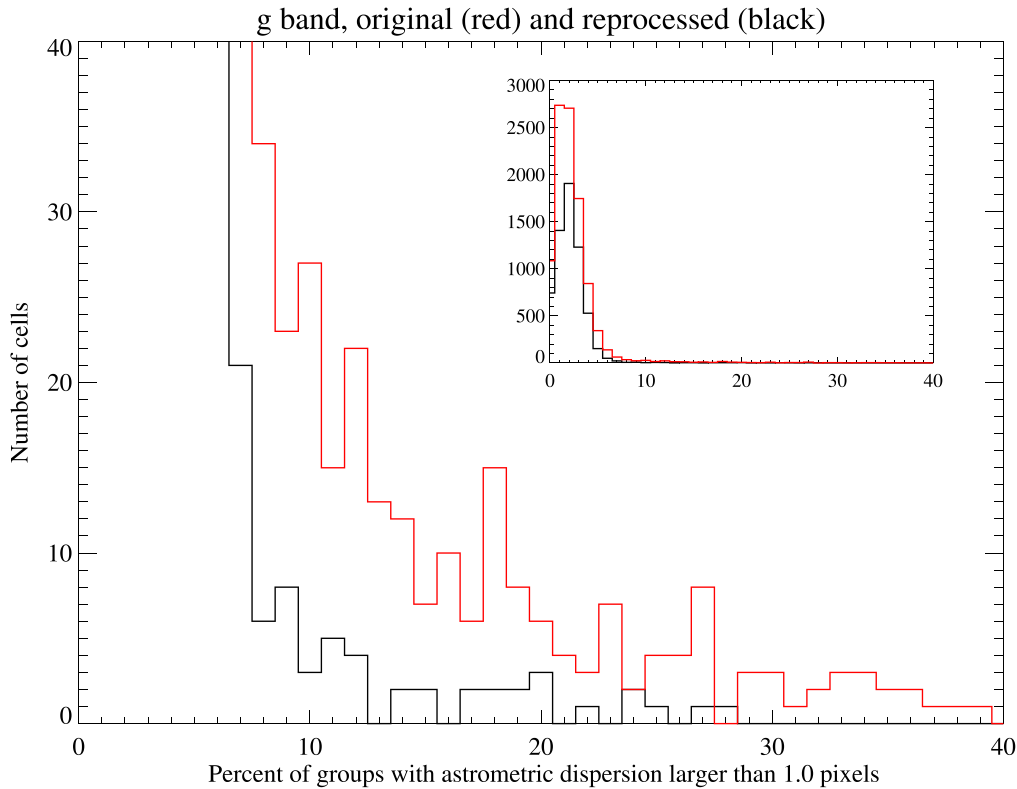 g band, original (red) and reprocessed (black)
40
30
20
10
0
Number of cells
3000
2500
2000
1500
1000
500
0
0 10 20 30 40
0 10 20 30 40
Percent of groups with astrometric dispersion larger than 1.0 pixels